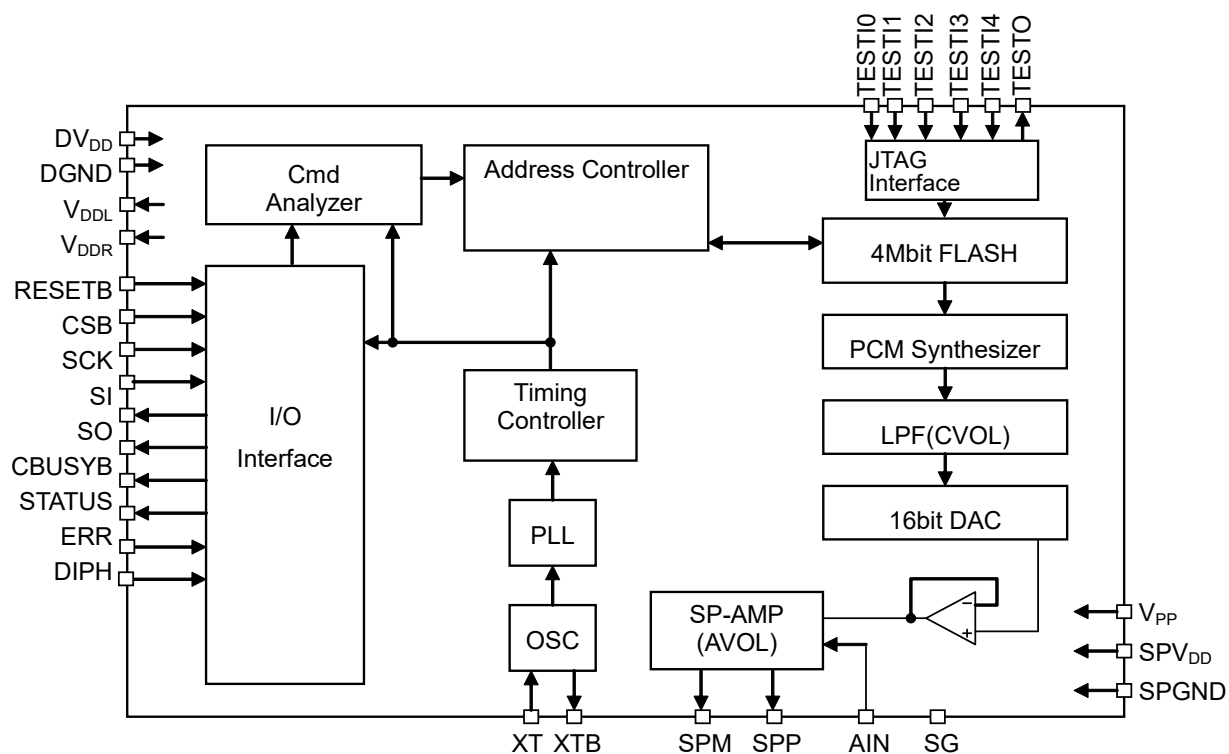 TESTI0
TESTI1
TESTI2
TESTI3
TESTI4
TESTO
DVDD
DGND
VDDL
VDDR
RESETB
CSB
SCK
SI
SO
CBUSYB
STATUS
ERR
DIPH
Cmd
Analyzer
Address Controller
JTAG
Interface
4Mbit FLASH
PCM Synthesizer
LPF(CVOL)
16bit DAC
I/O
Interface
Timing
Controller
PLL
OSC
SP-AMP
(AVOL)
−
+
VPP
SPVDD
SPGND
XT
XTB
SPM
SPP
AIN
SG